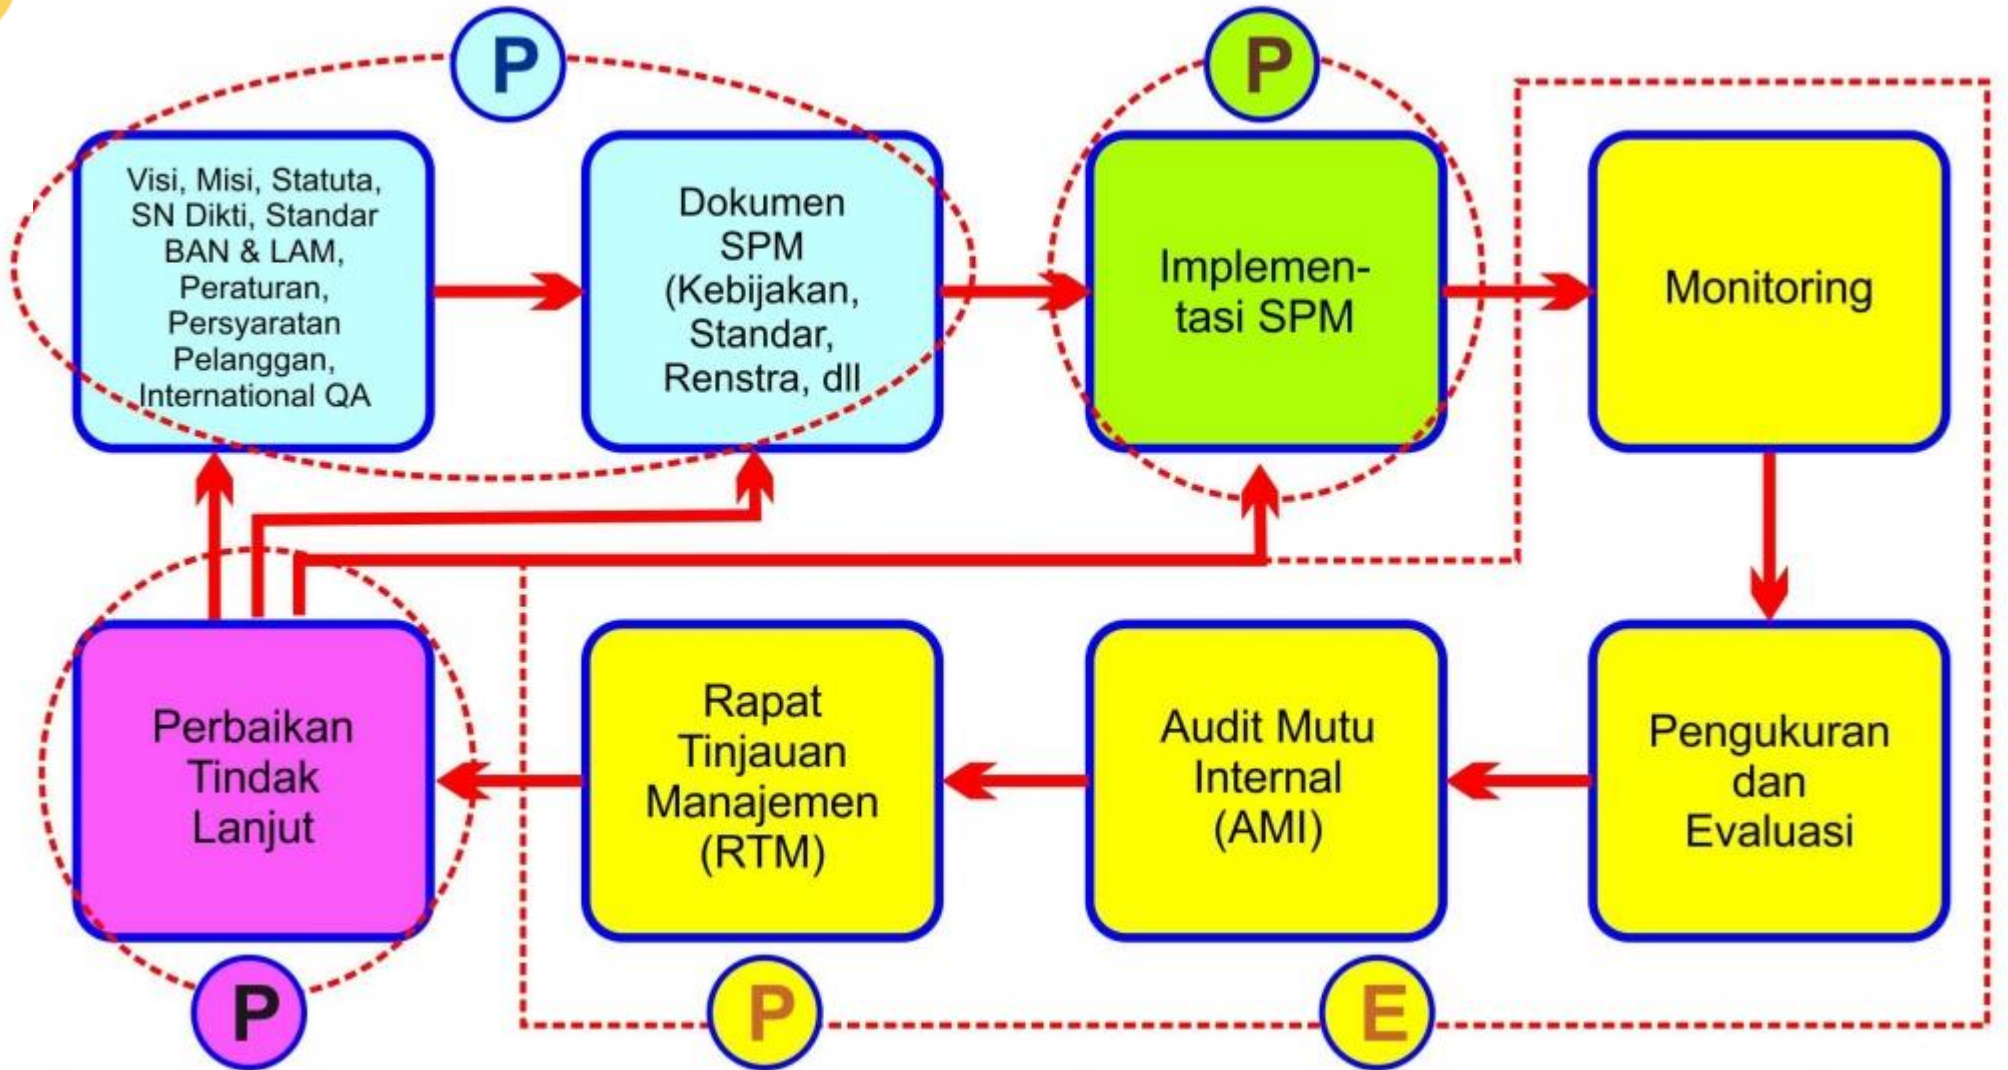 P
P
Visi, Misi, Statuta,
SN Dikti, Standar
BAN & LAM,
Peraturan,
Persyaratan
Pelanggan,
International QA
Dokumen
SPM
(Kebijakan,
Standar,
Renstra, dll
Implemen-
tasi SPM
Monitoring
Perbaikan
Tindak
Lanjut
Rapat
Tinjauan
Manajemen
(RTM)
Audit Mutu
Internal
(AMI)
Pengukuran
dan
Evaluasi
P
P
E